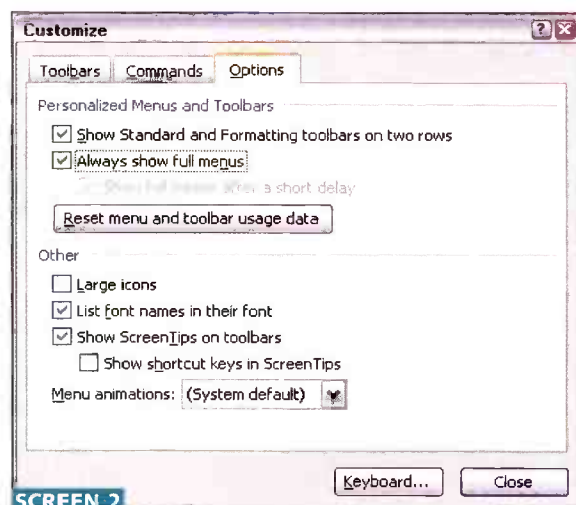 Customize
Toolbars Commands Options
Personalized Menus and Toolbars
Show Standard and Formatting toolbars on two rows
Always show full menus
after a short delay
Reset menu and toolbar usage data
Other
Large icons
List font names in their font
Show ScreenTips on toolbars
Show shortcut keys in ScreenTips
Menu animations: (System default)
Keyboard... Close
SCREEN 2